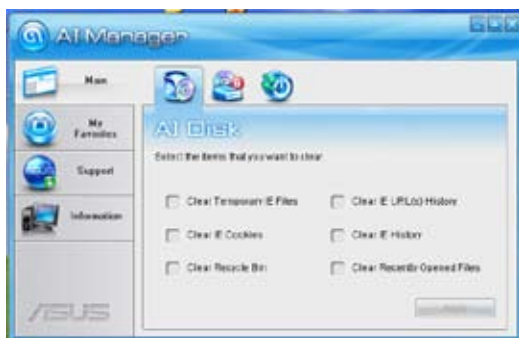 AI Manager
Main
My
Favorites
Support
Information
AI Disk
Select the items that you want to clear
Clear Temporary IE Files
Clear IE URL(s) History
Clear IE Cookies
Clear IE History
Clear Recycle Bin
Clear Recently Opened Files
ASUS